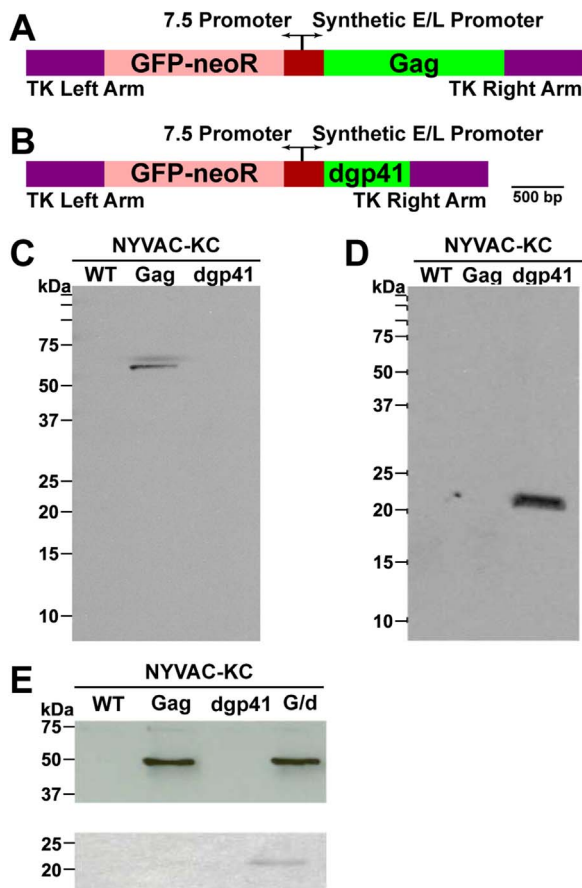 A
7.5 Promoter Synthetic E/L Promoter
GFP-neoR Gag
TK Left Arm TK Right Arm
B
7.5 Promoter Synthetic E/L Promoter
GFP-neoR dgp41
TK Left Arm TK Right Arm
500 bp
C
NYVAC-KC
WT Gag dgp41
kDa
75
50
37
25
20
15
10
D
NYVAC-KC
WT Gag dgp41
kDa
75
50
37
25
20
15
10
E
NYVAC-KC
WT Gag dgp41 G/d
kDa
75
50
37
25
20